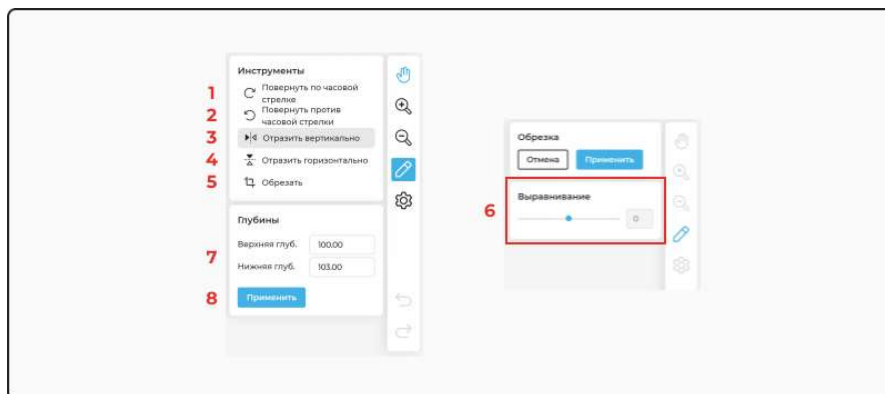 Инструменты
1 Повернуть по часовой
стрелке
2 Повернуть против
часовой стрелки
3 Отразить вертикально
4 Отразить горизонтально
5 Обрезать
Глубины
7
Верхняя глуб. 100.00
Нижняя глуб. 103.00
8 Применить
Обрезка
Отмена Применить
6
Выравнивание
0